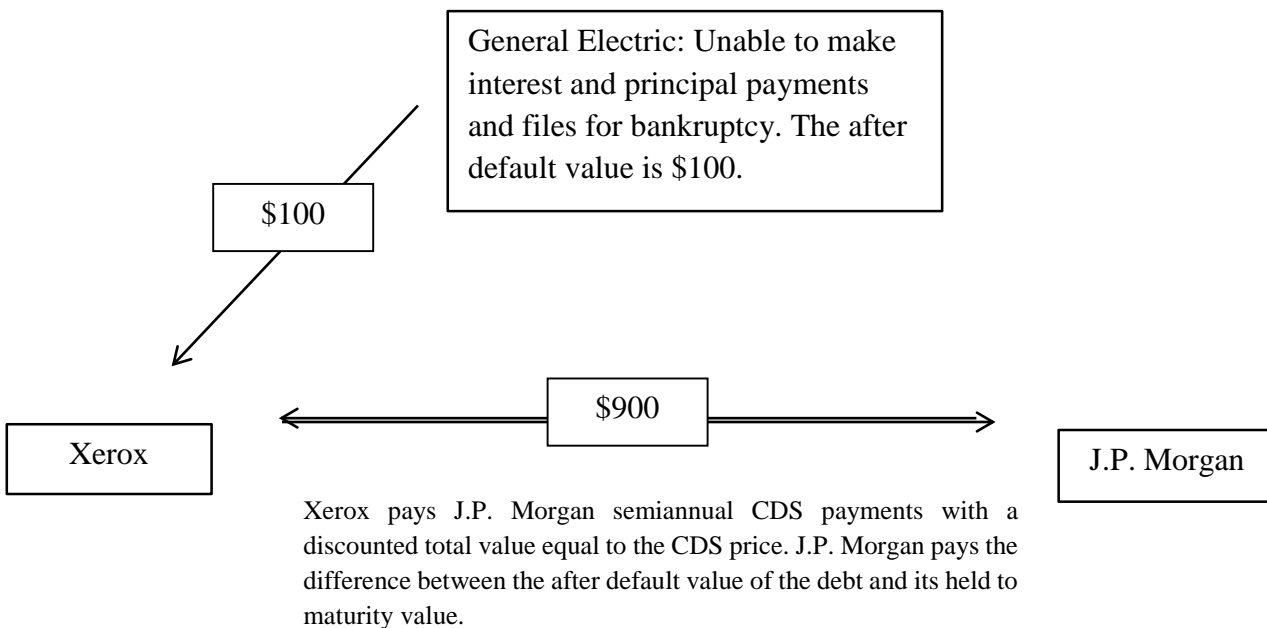 General Electric: Unable to make
interest and principal payments
and files for bankruptcy. The after
default value is $100.
$100
$900
Xerox
J.P. Morgan
Xerox pays J.P. Morgan semiannual CDS payments with a
discounted total value equal to the CDS price. J.P. Morgan pays the
difference between the after default value of the debt and its held to
maturity value.